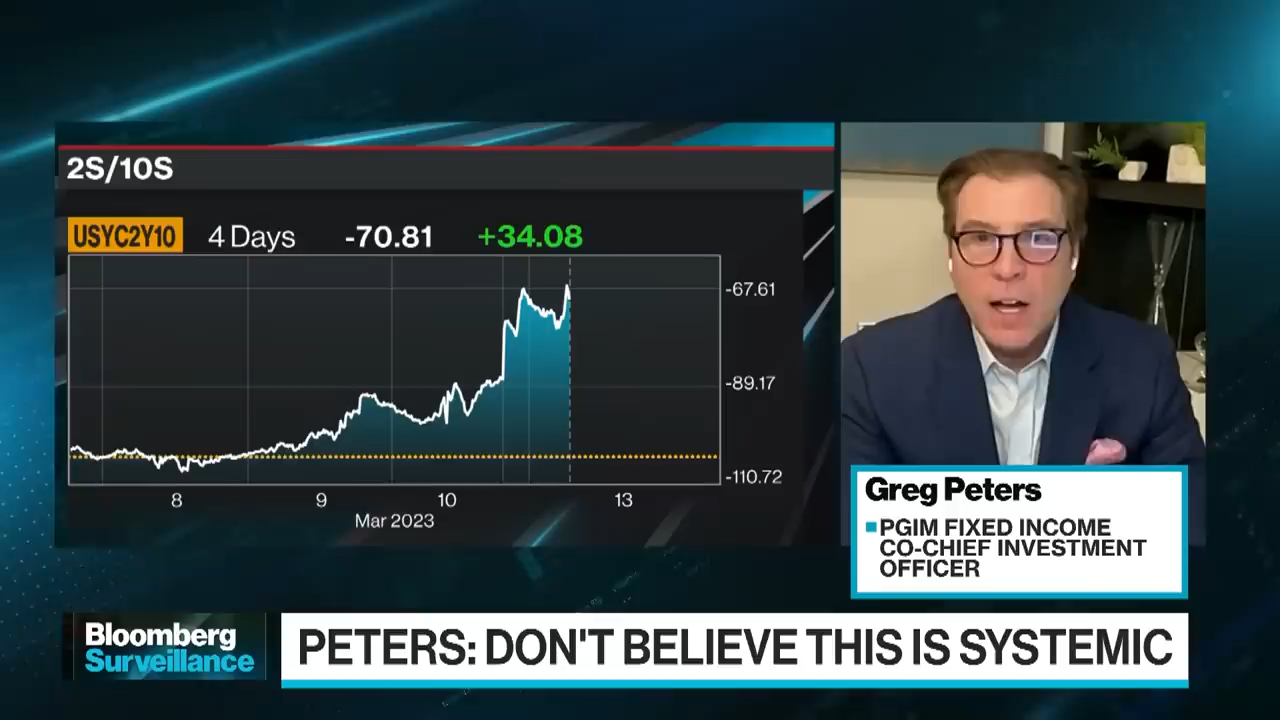 2S/10S
USYC2Y10 4 Days -70.81 +34.08
-67.61
-89.17
-110.72
8 9 10 13
Mar 2023
Greg Peters
PGIM FIXED INCOME
CO-CHIEF INVESTMENT
OFFICER
Bloomberg
Surveillance
PETERS: DON'T BELIEVE THIS IS SYSTEMIC